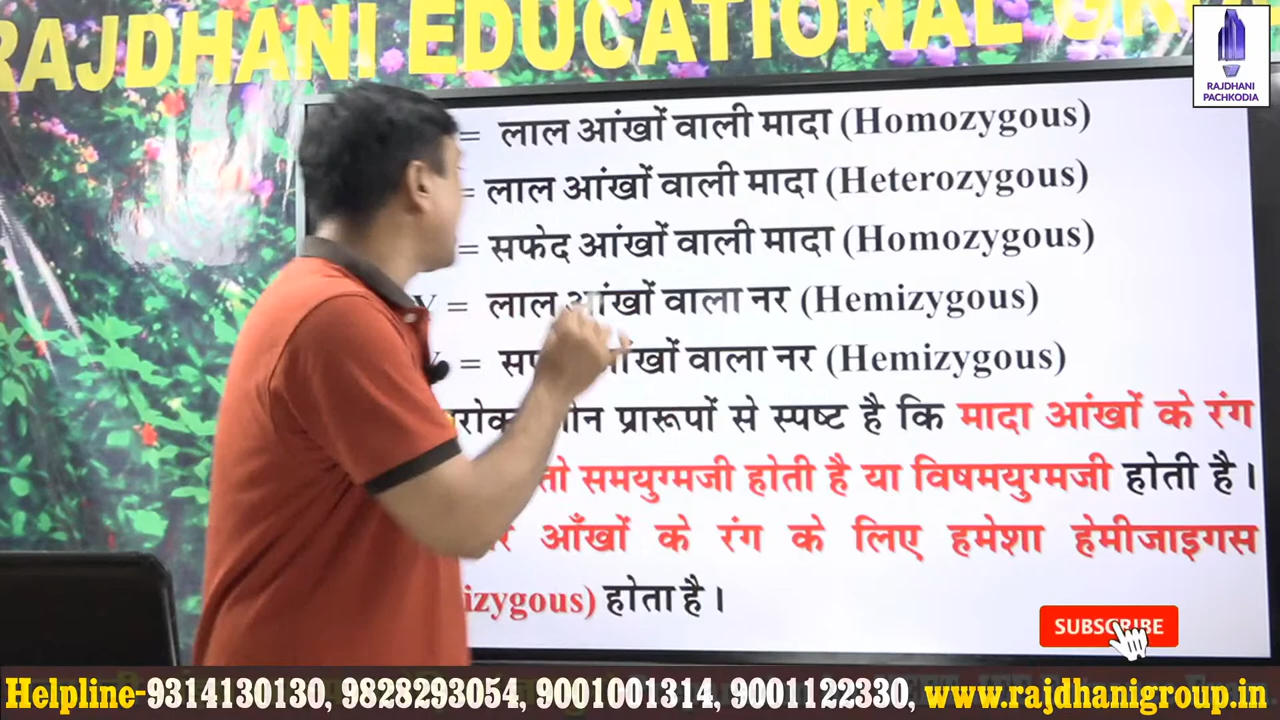 RAJDHANI EDUCATIONAL
RAJDHANI
PACHKODIA
= लाल आंखों वाली मादा (Homozygous)
= लाल आंखों वाली मादा (Heterozygous)
= सफेद आंखों वाली मादा (Homozygous)
Y = लाल आंखों वाला नर (Hemizygous)
= आंखों वाला नर (Hemizygous)
प्रारूपों से स्पष्ट है कि मादा आंखों के रंग
तो समयुग्मजी होती है या विषमयुग्मजी होती है।
आँखों के रंग के लिए हमेशा हेमीजाइगस
izygous) होता है।
SUBSCRIBE
Helpline-9314130130, 9828293054, 9001001314, 9001122330, www.rajdhanigroup.in